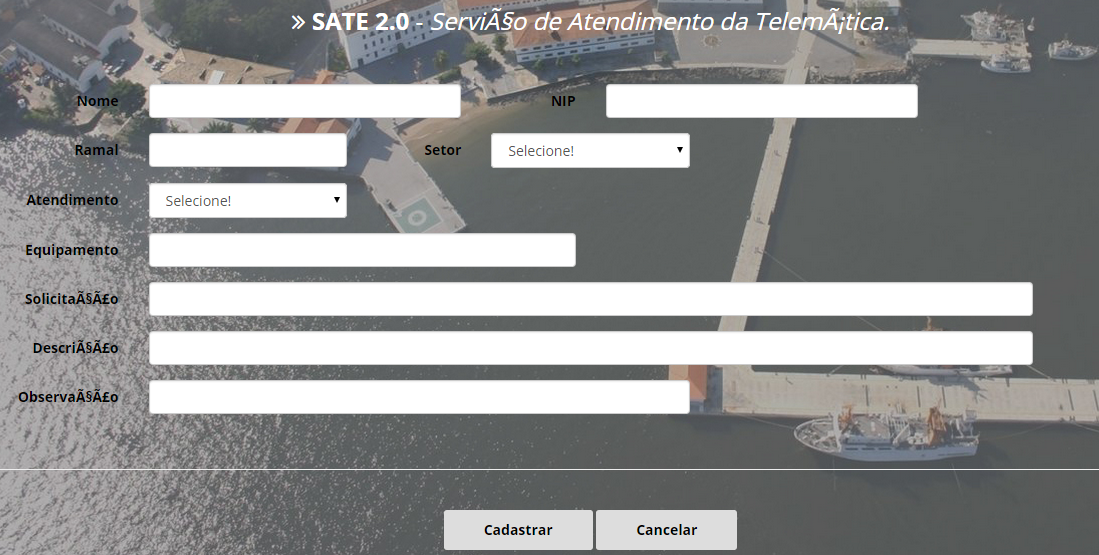 » SATE 2.0 - ServiÃ§o de Atendimento da TelemÃ¡tica.
Nome NIP
Ramal Setor Selecione!
Atendimento Selecione!
Equipamento
SolicitaÃ§Ã£o
DescriÃ§Ã£o
ObservaÃ§Ã£o
Cadastrar Cancelar